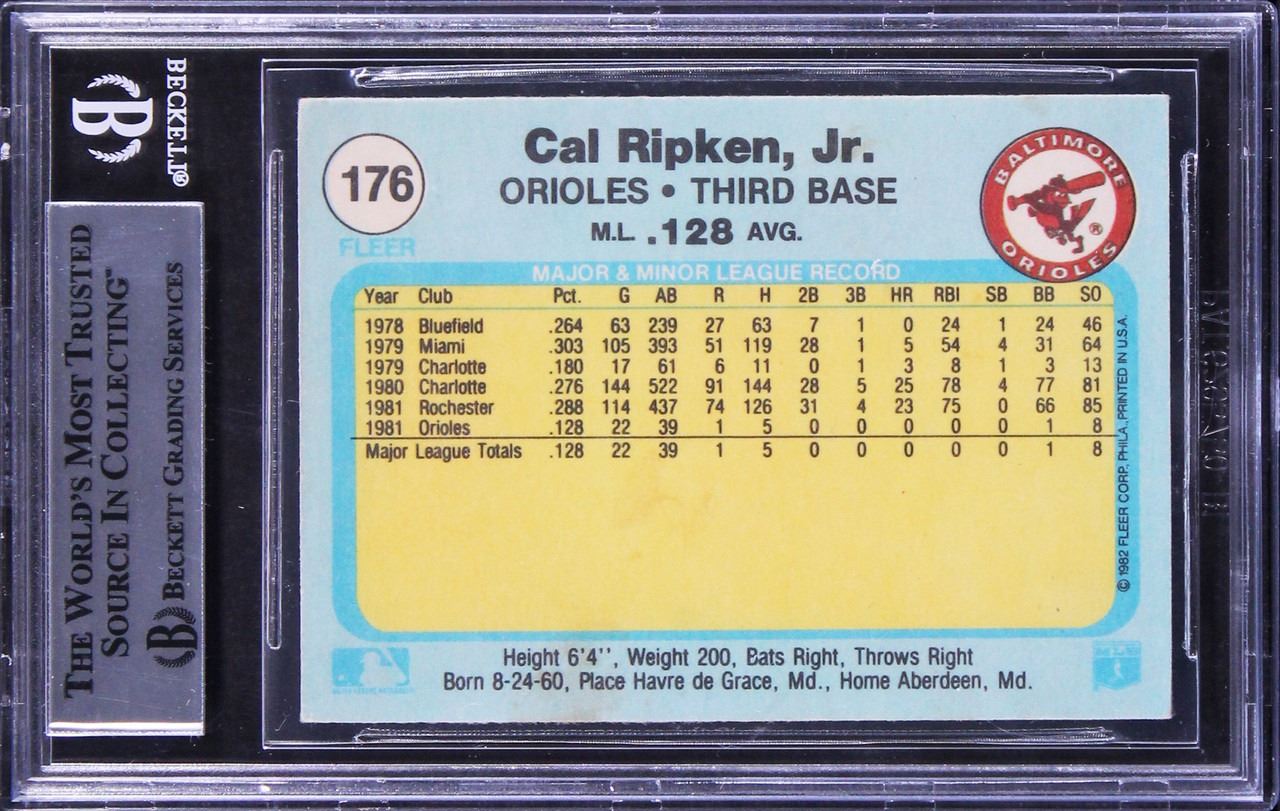 BECKETT®
THE WORLD'S MOST TRUSTED
SOURCE IN COLLECTING™
BECKETT GRADING SERVICES
176
FLEER
Cal Ripken, Jr.
ORIOLES • THIRD BASE
M.L. .128 AVG.
BALTIMORE
ORIOLES ®
MAJOR & MINOR LEAGUE RECORD
Year Club Pct. G AB R H 2B 3B HR RBI SB BB SO
1978 Bluefield .264 63 239 27 63 7 1 0 24 1 24 46
1979 Miami .303 105 393 51 119 28 1 5 54 4 31 64
1979 Charlotte .180 17 61 6 11 0 1 3 8 1 3 13
1980 Charlotte .276 144 522 91 144 28 5 25 78 4 77 81
1981 Rochester .288 114 437 74 126 31 4 23 75 0 66 85
1981 Orioles .128 22 39 1 5 0 0 0 0 0 1 8
Major League Totals .128 22 39 1 5 0 0 0 0 0 1 8
© 1982 FLEER CORP., PHILA., PRINTED IN U.S.A.
Height 6'4'', Weight 200, Bats Right, Throws Right
Born 8-24-60, Place Havre de Grace, Md., Home Aberdeen, Md.